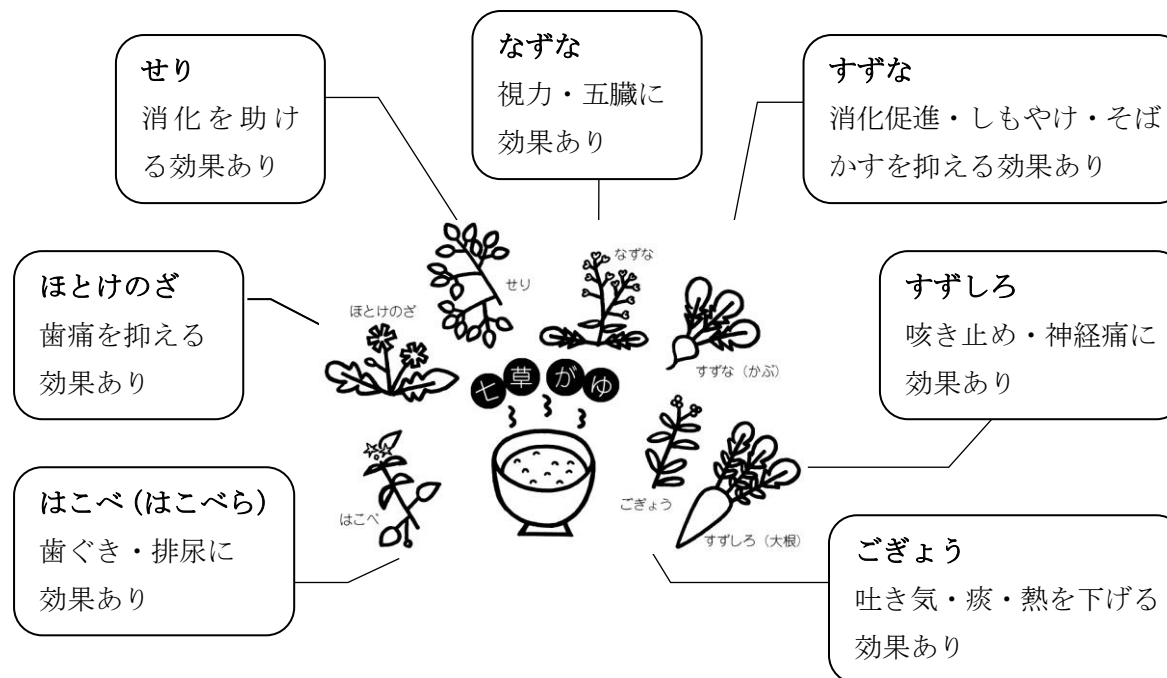 せり
消化を助け
る効果あり
なずな
視力・五臓に
効果あり
すずな
消化促進・しもやけ・そば
かすを抑える効果あり
ほとけのざ
歯痛を抑える
効果あり
すずしろ
咳き止め・神経痛に
効果あり
はこべ(はこべら)
歯ぐき・排尿に
効果あり
ごぎょう
吐き気・痰・熱を下げる
効果あり
なずな
せり
ほとけのざ
すずな(かぶ)
七草がゆ
ごぎょう
はこべ
すずしろ(大根)